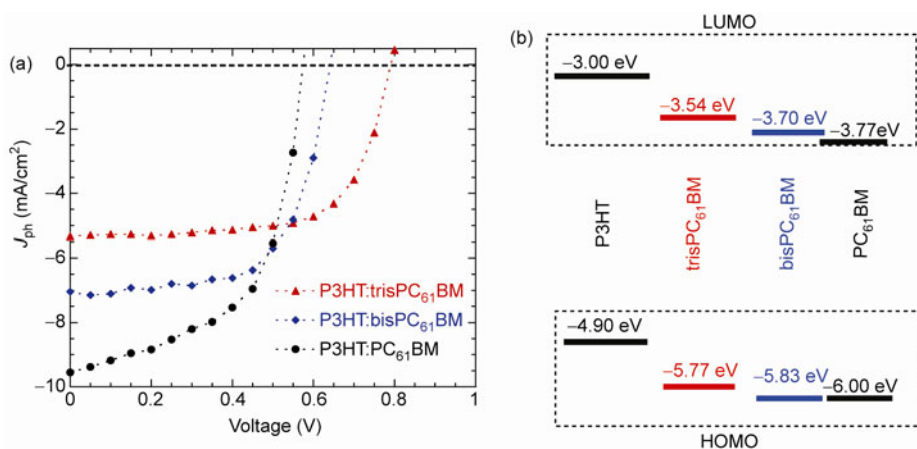 (a)
0
−2
−4
−6
−8
−10
J_ph (mA/cm²)
0
0.2
0.4
0.6
0.8
1
Voltage (V)
P3HT:trisPC₆₁BM
P3HT:bisPC₆₁BM
P3HT:PC₆₁BM
(b)
LUMO
−3.00 eV
−3.54 eV
−3.70 eV
−3.77eV
P3HT
trisPC₆₁BM
bisPC₆₁BM
PC₆₁BM
−4.90 eV
−5.77 eV
−5.83 eV
−6.00 eV
HOMO